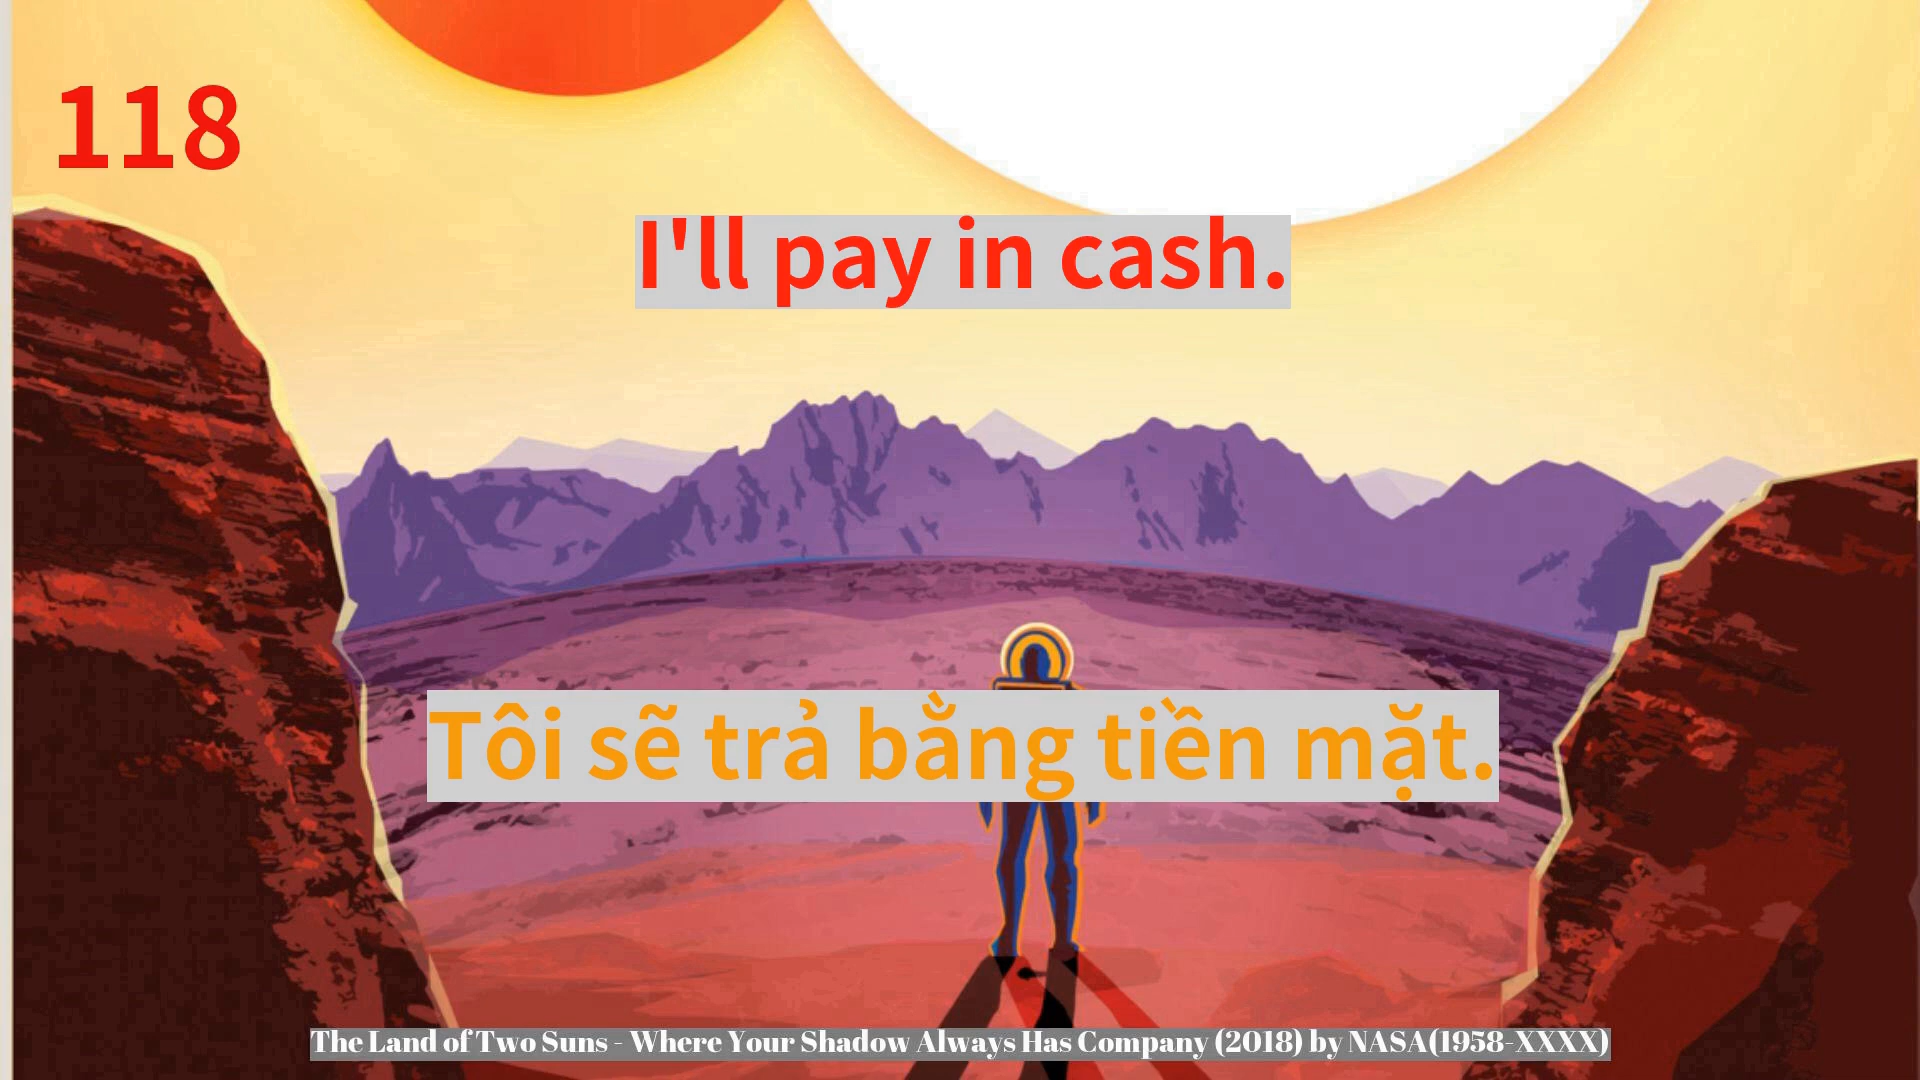 118
I'll pay in cash.
Tôi sẽ trả bằng tiền mặt.
The Land of Two Suns - Where Your Shadow Always Has Company (2018) by NASA(1958-XXXX)